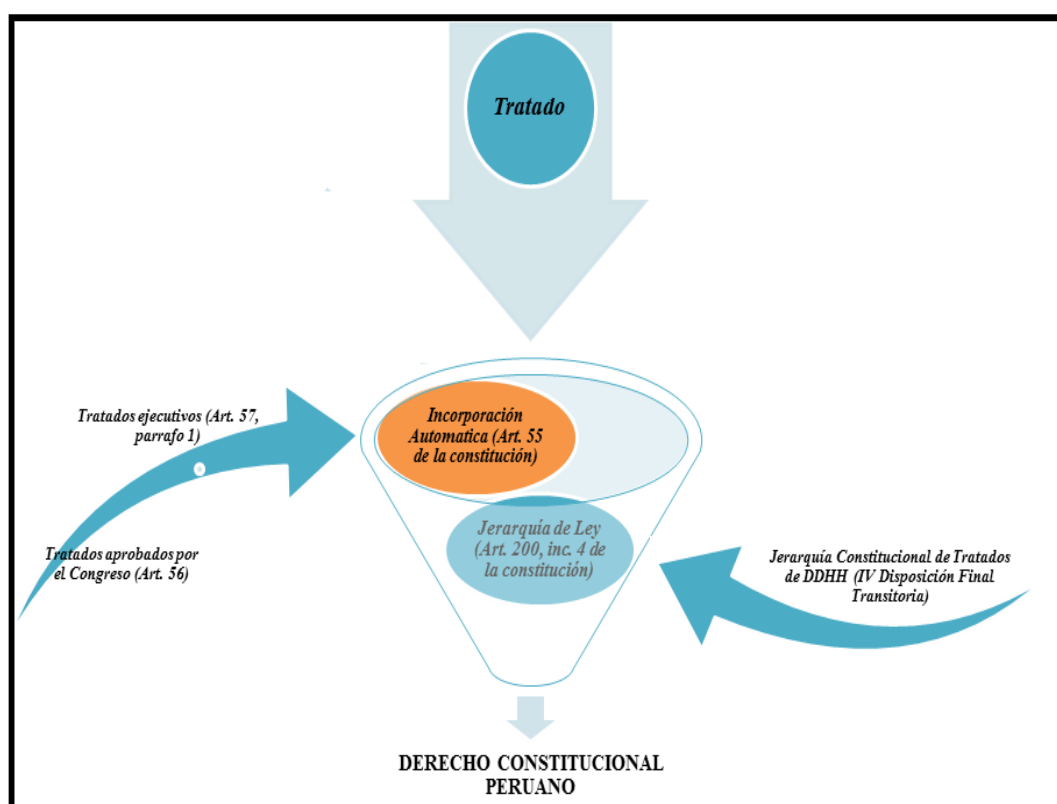 Tratado
Tratados ejecutivos (Art. 57,
parrafo 1)
Tratados aprobados por
el Congreso (Art. 56)
Incorporación
Automatica (Art. 55
de la constitución)
Jerarquía de Ley
(Art. 200, inc. 4 de
la constitución)
Jerarquía Constitucional de Tratados
de DDHH (IV Disposición Final
Transitoria)
DERECHO CONSTITUCIONAL
PERUANO